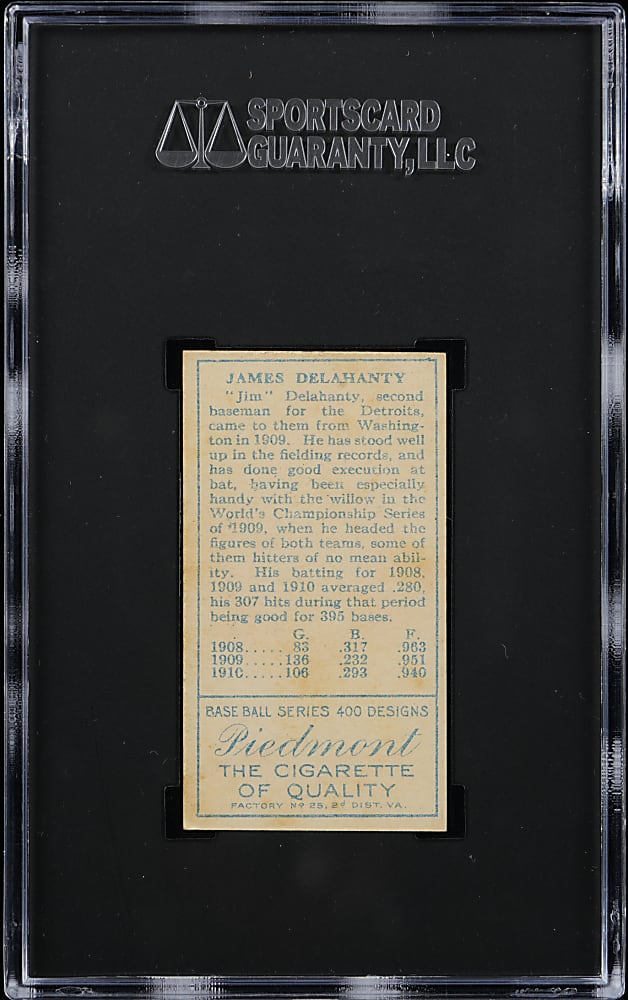 SPORTSCARD
GUARANTY, LLC
JAMES DELAHANTY
"Jim" Delahanty, second
baseman for the Detroits,
came to them from Washing-
ton in 1909. He has stood well
up in the fielding records, and
has done good execution at
bat, having been especially
handy with the willow in the
World's Championship Series
of 1909, when he headed the
figures of both teams, some of
them hitters of no mean abil-
ity. His batting for 1908,
1909 and 1910 averaged .280,
his 307 hits during that period
being good for 395 bases.
G. B. F.
1908..... 83 .317 .963
1909.....136 .232 .951
1910.....106 .293 .940
BASE BALL SERIES 400 DESIGNS
Piedmont
THE CIGARETTE
OF QUALITY
FACTORY Nº 25, 2d DIST. VA.